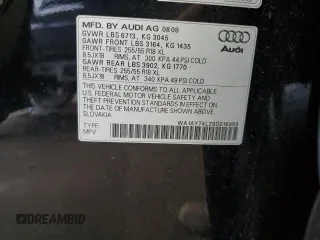 MFD. BY AUDI AG 08 08
GVWR LBS 6713, KG 3045
GAWR FRONT LBS 3164, KG 1435
FRONT-TIRES 255/55 R18 XL
8.5JX18 RIMS, AT 300 KPA 44 PSI COLD
GAWR REAR LBS 3902, KG 1770
REAR-TIRES 255/55 R18 XL
8.5JX18 RIMS, AT 340 KPA 49 PSI COLD
Audi
THIS VEHICLE CONFORMS TO ALL APPLICABLE
U.S. FEDERAL MOTOR VEHICLE
SAFETY STANDARDS IN EFFECT ON THE DATE OF
MANUFACTURE SHOWN ABOVE.
SLOVAKIA
TYPE:
MPV
© DREAMBID